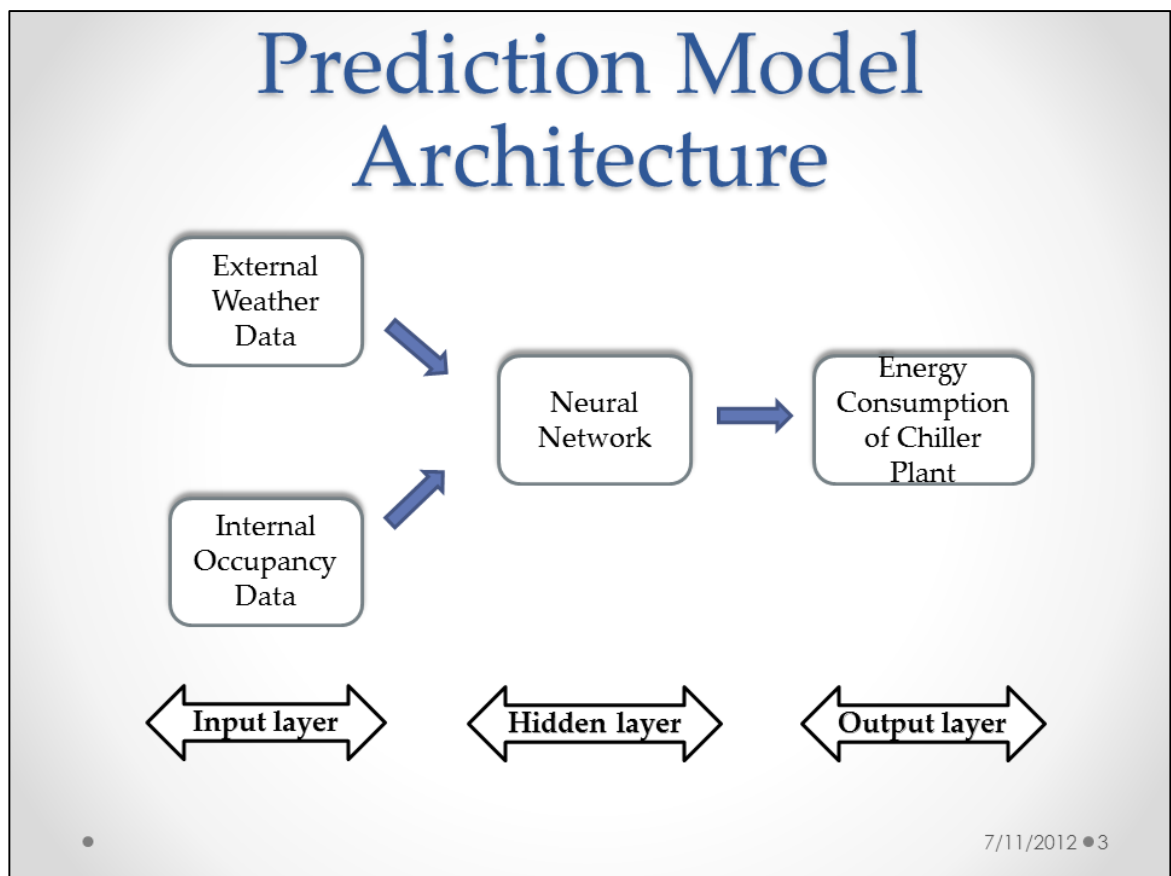 Prediction Model
Architecture
External
Weather
Data
Internal
Occupancy
Data
Neural
Network
Energy
Consumption
of Chiller
Plant
Input layer
Hidden layer
Output layer
7/11/2012 ● 3